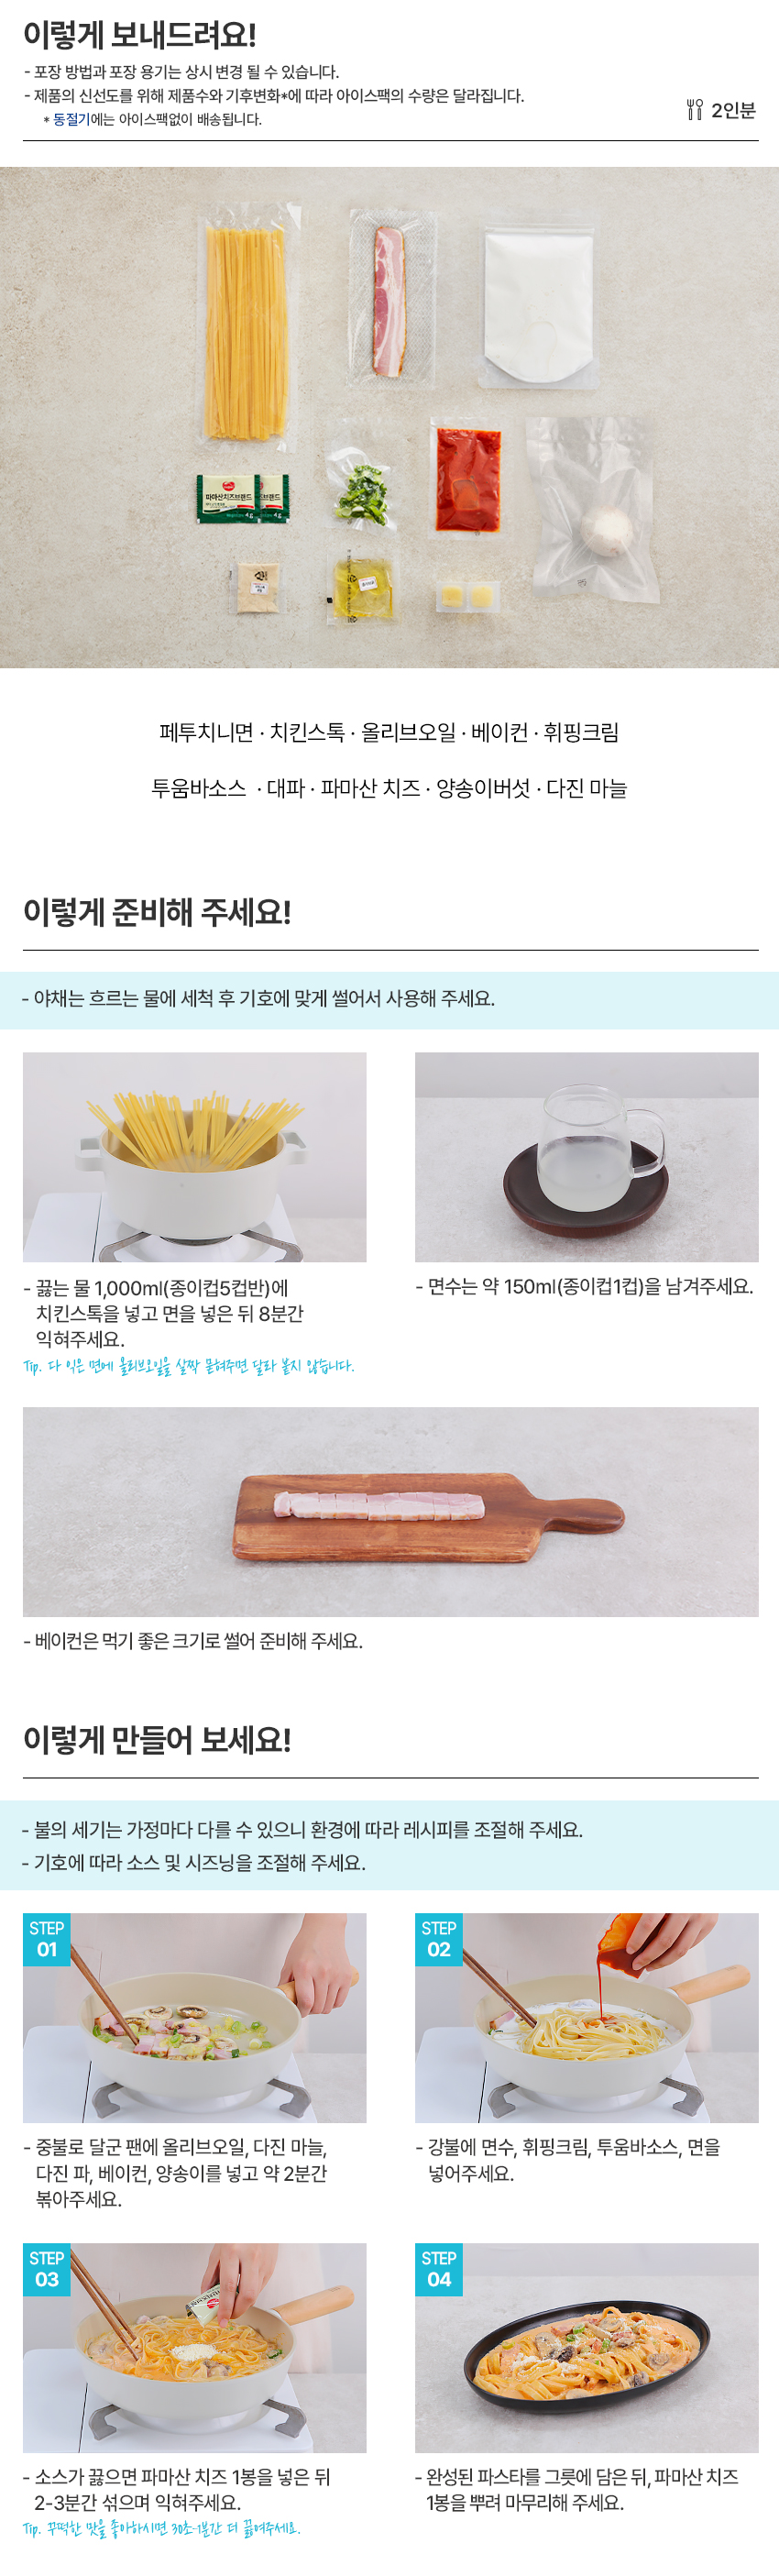 이렇게 보내드려요!
- 포장 방법과 포장 용기는 상시 변경 될 수 있습니다.
- 제품의 신선도를 위해 제품수와 기후변화*에 따라 아이스팩의 수량은 달라집니다.
* 동절기에는 아이스팩없이 배송됩니다.
2인분
파마산치즈브랜드
페투치니면 · 치킨스톡 · 올리브오일 · 베이컨 · 휘핑크림
투움바소스 · 대파 · 파마산 치즈 · 양송이버섯 · 다진 마늘
이렇게 준비해 주세요!
- 야채는 흐르는 물에 세척 후 기호에 맞게 썰어서 사용해 주세요.
- 끓는 물 1,000ml(종이컵5컵반)에
치킨스톡을 넣고 면을 넣은 뒤 8분간
익혀주세요.
Tip. 다 익은 면에 올리브오일을 살짝 묻혀주면 달라 붙지 않습니다.
- 면수는 약 150ml(종이컵1컵)을 남겨주세요.
- 베이컨은 먹기 좋은 크기로 썰어 준비해 주세요.
이렇게 만들어 보세요!
- 불의 세기는 가정마다 다를 수 있으니 환경에 따라 레시피를 조절해 주세요.
- 기호에 따라 소스 및 시즈닝을 조절해 주세요.
STEP
01
- 중불로 달군 팬에 올리브오일, 다진 마늘,
다진 파, 베이컨, 양송이를 넣고 약 2분간
볶아주세요.
STEP
02
- 강불에 면수, 휘핑크림, 투움바소스, 면을
넣어주세요.
STEP
03
- 소스가 끓으면 파마산 치즈 1봉을 넣은 뒤
2-3분간 섞으며 익혀주세요.
Tip. 꾸떡한 맛을 좋아하시면 30초-1분간 더 끓여주세요.
STEP
04
- 완성된 파스타를 그릇에 담은 뒤, 파마산 치즈
1봉을 뿌려 마무리해 주세요.